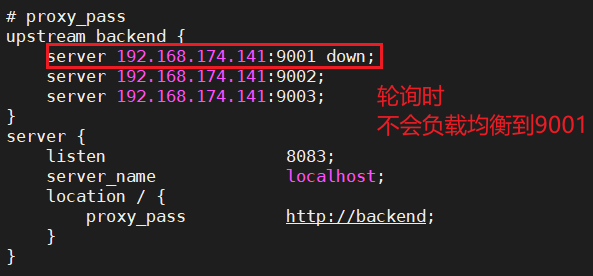 # proxy_pass
upstream backend {
    server 192.168.174.141:9001 down;
    server 192.168.174.141:9002;
    server 192.168.174.141:9003;
}
轮询时
不会负载均衡到9001
server {
    listen                  8083;
    server_name             localhost;
    location / {
        proxy_pass          http://backend;
    }
}